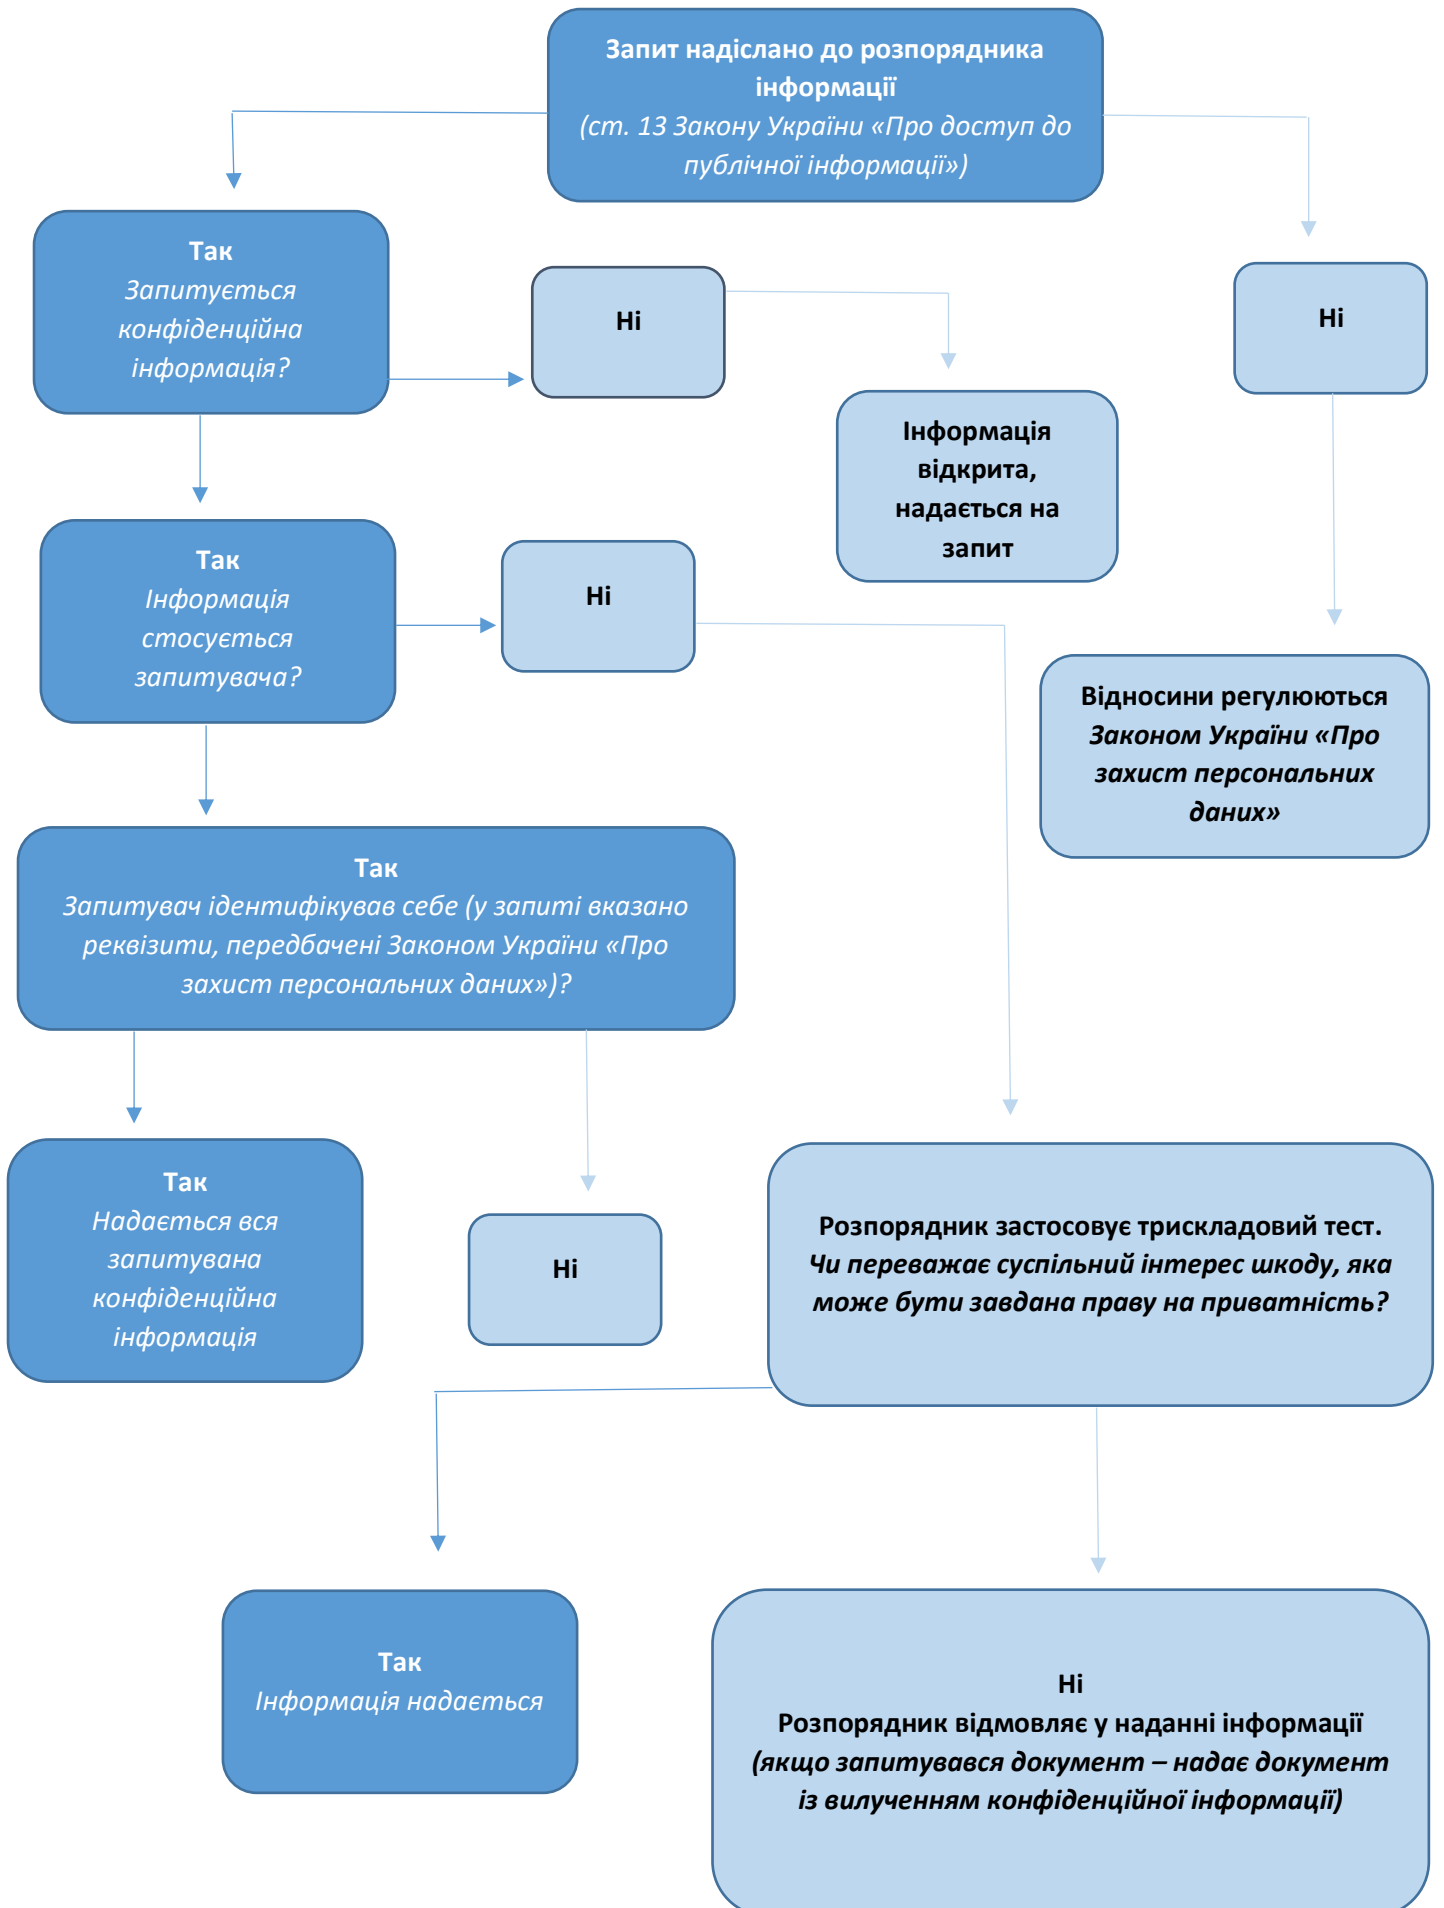 Запит надіслано до розпорядника
інформації
(ст. 13 Закону України «Про доступ до
публічної інформації»)
Так
Запитується
конфіденційна
інформація?
Ні
Ні
Інформація
відкрита,
надається на
запит
Так
Інформація
стосується
запитувача?
Ні
Відносини регулюються
Законом України «Про
захист персональних
даних»
Так
Запитувач ідентифікував себе (у запиті вказано
реквізити, передбачені Законом України «Про
захист персональних даних»)?
Так
Надається вся
запитувана
конфіденційна
інформація
Ні
Розпорядник застосовує трискладовий тест.
Чи переважає суспільний інтерес шкоду, яка
може бути завдана праву на приватність?
Так
Інформація надається
Ні
Розпорядник відмовляє у наданні інформації
(якщо запитувався документ – надає документ
із вилученням конфіденційної інформації)